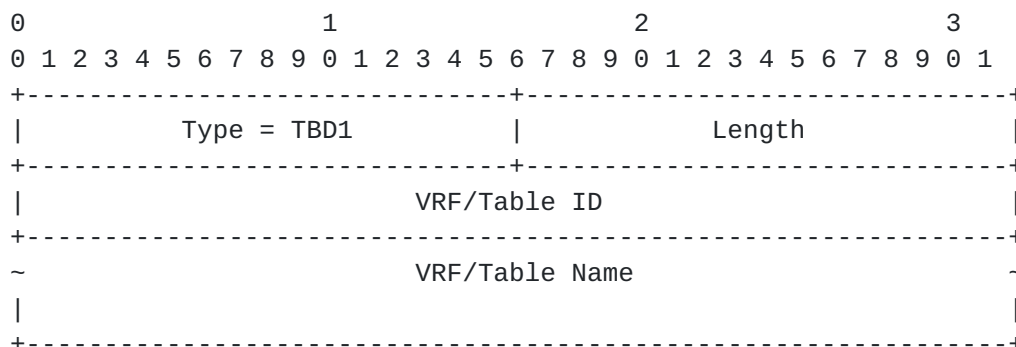 0                   1                   2                   3
0 1 2 3 4 5 6 7 8 9 0 1 2 3 4 5 6 7 8 9 0 1 2 3 4 5 6 7 8 9 0 1
+-------------------------------+-------------------------------+
|          Type = TBD1          |            Length             |
+-------------------------------+-------------------------------+
|                         VRF/Table ID                          |
+---------------------------------------------------------------+
~                         VRF/Table Name                        ~
|                                                               |
+---------------------------------------------------------------+